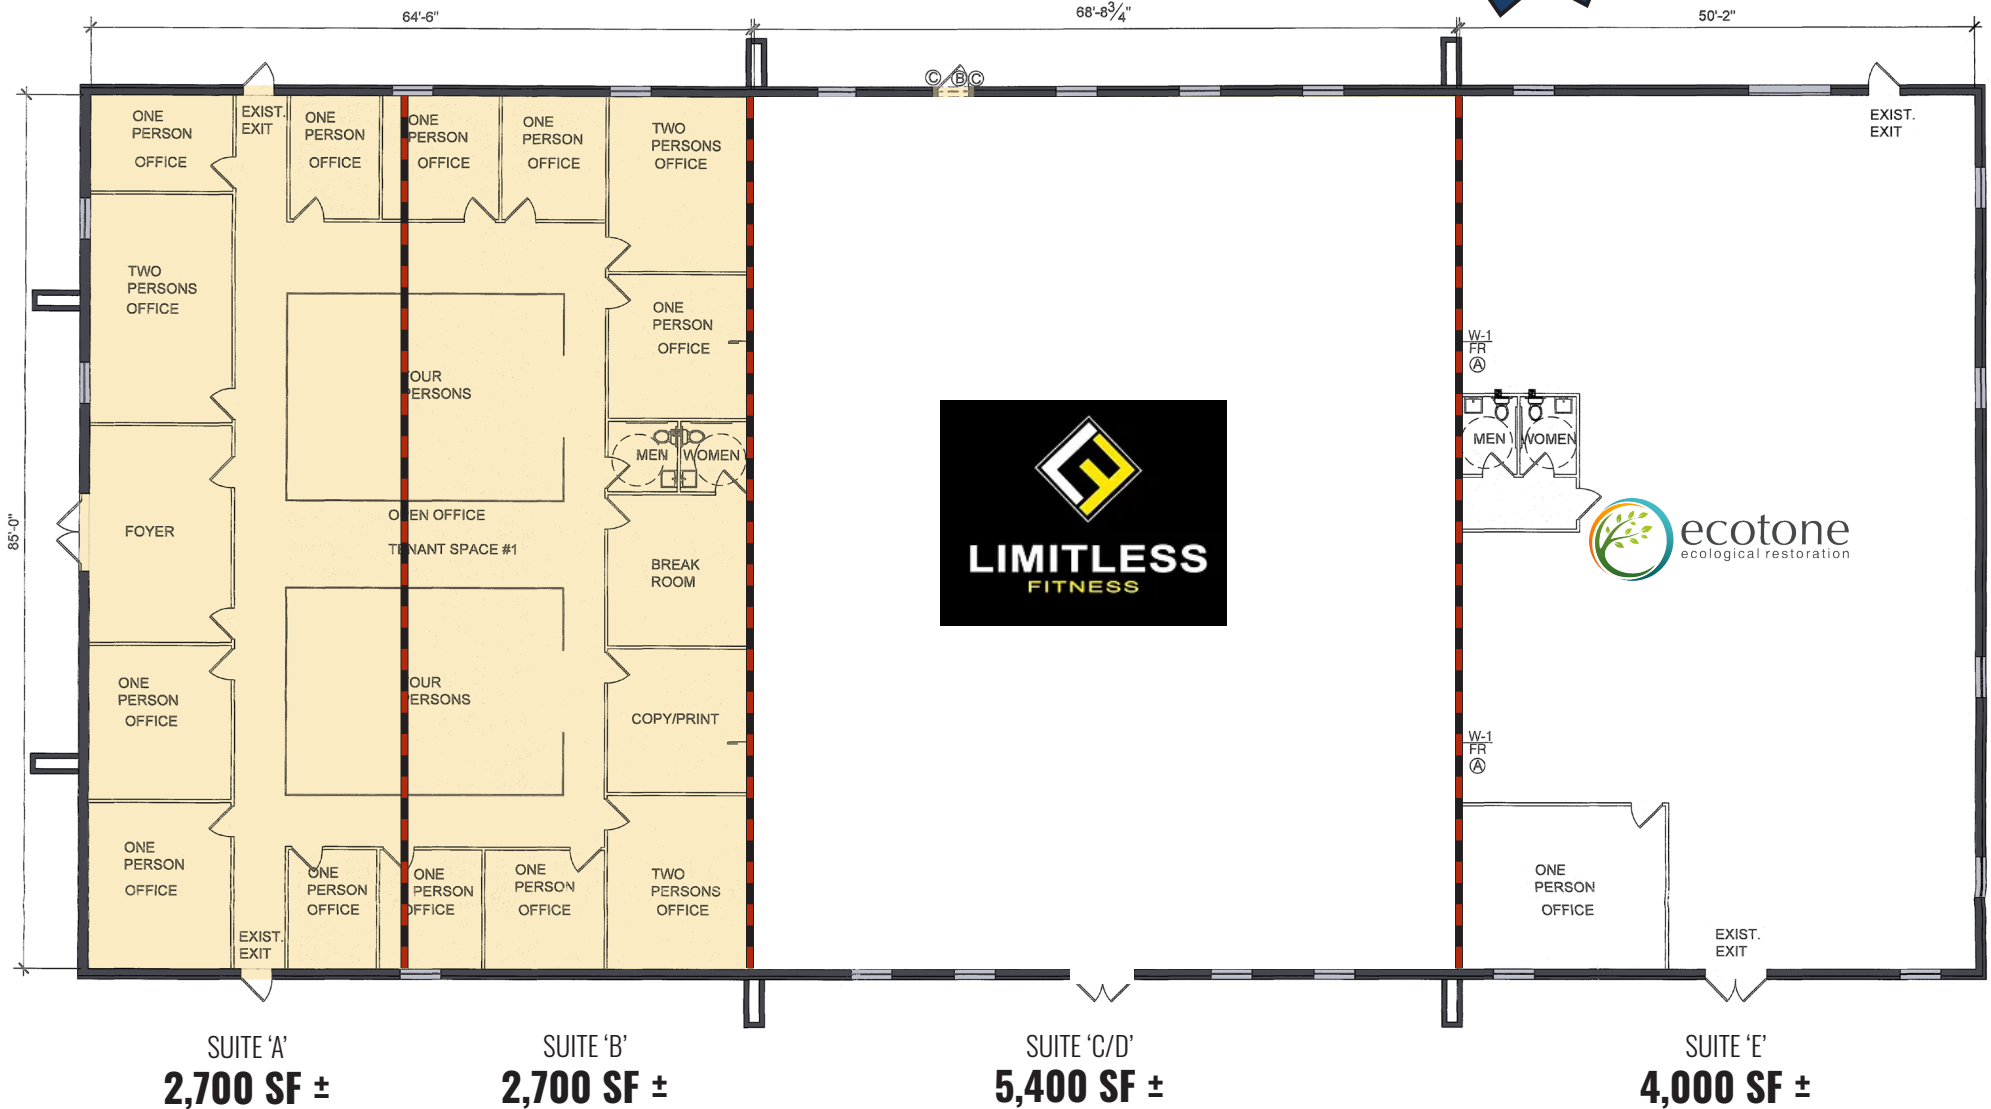 64'-6"
68'-8¾"
50'-2"
C B C
ONE
PERSON
OFFICE
EXIST.
EXIT
ONE
PERSON
OFFICE
ONE
PERSON
OFFICE
ONE
PERSON
OFFICE
TWO
PERSONS
OFFICE
EXIST.
EXIT
TWO
PERSONS
OFFICE
ONE
PERSON
OFFICE
W-1
FR
A
OUR
PERSONS
MEN
WOMEN
MEN
WOMEN
85'-0"
FOYER
OPEN OFFICE
TENANT SPACE #1
BREAK
ROOM
LIMITLESS
FITNESS
ecotone
ecological restoration
ONE
PERSON
OFFICE
OUR
PERSONS
COPY/PRINT
W-1
FR
A
ONE
PERSON
OFFICE
ONE
PERSON
OFFICE
ONE
PERSON
OFFICE
ONE
PERSON
OFFICE
TWO
PERSONS
OFFICE
ONE
PERSON
OFFICE
EXIST.
EXIT
EXIST.
EXIT
SUITE ‘A’
2,700 SF ±
SUITE ‘B’
2,700 SF ±
SUITE ‘C/D’
5,400 SF ±
SUITE ‘E’
4,000 SF ±